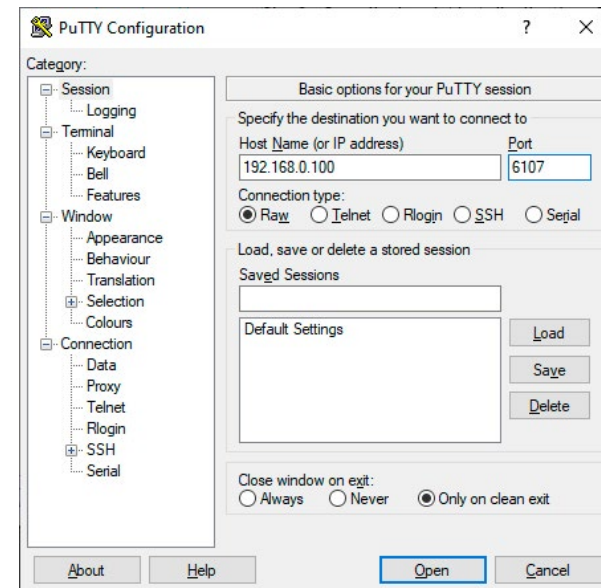 PuTTY Configuration
? ×
Category:
Session
Logging
Terminal
Keyboard
Bell
Features
Window
Appearance
Behaviour
Translation
Selection
Colours
Connection
Data
Proxy
Telnet
Rlogin
SSH
Serial
Basic options for your PuTTY session
Specify the destination you want to connect to
Host Name (or IP address) Port
192.168.0.100 6107
Connection type:
Raw Telnet Rlogin SSH Serial
Load, save or delete a stored session
Saved Sessions
Default Settings
Load
Save
Delete
Close window on exit:
Always Never Only on clean exit
About Help Open Cancel